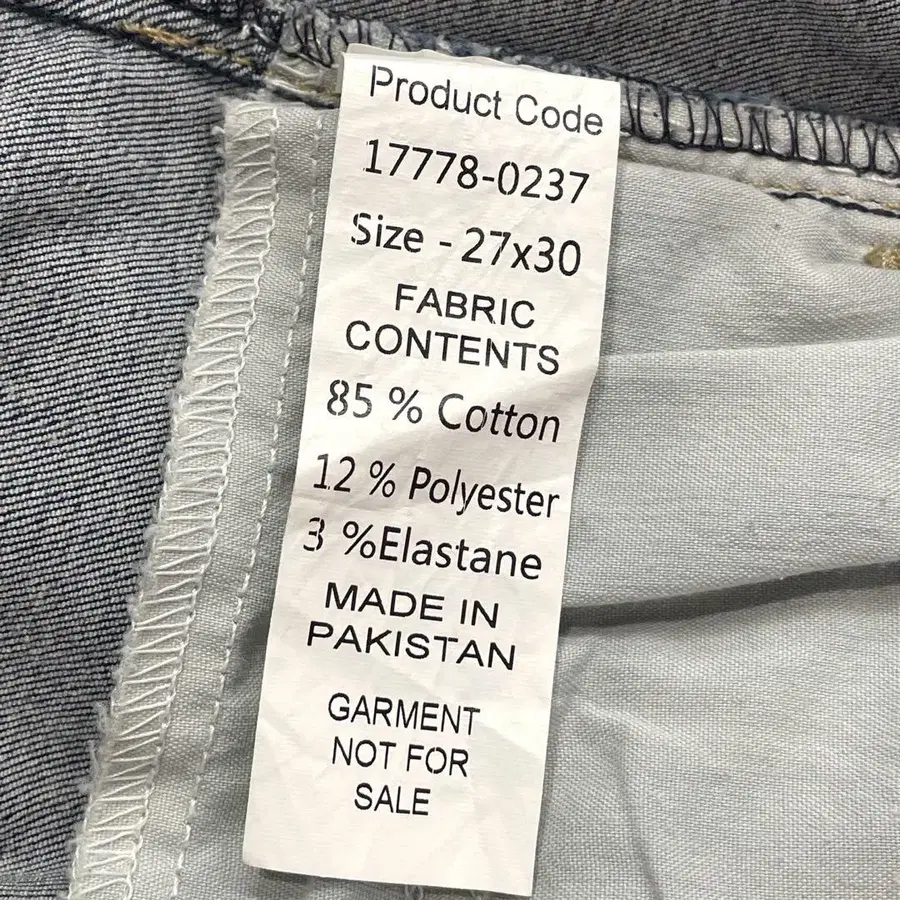 Product Code
17778-0237
Size - 27x30
FABRIC
CONTENTS
85 % Cotton
12 % Polyester
3 %Elastane
MADE IN
PAKISTAN
GARMENT
NOT FOR
SALE